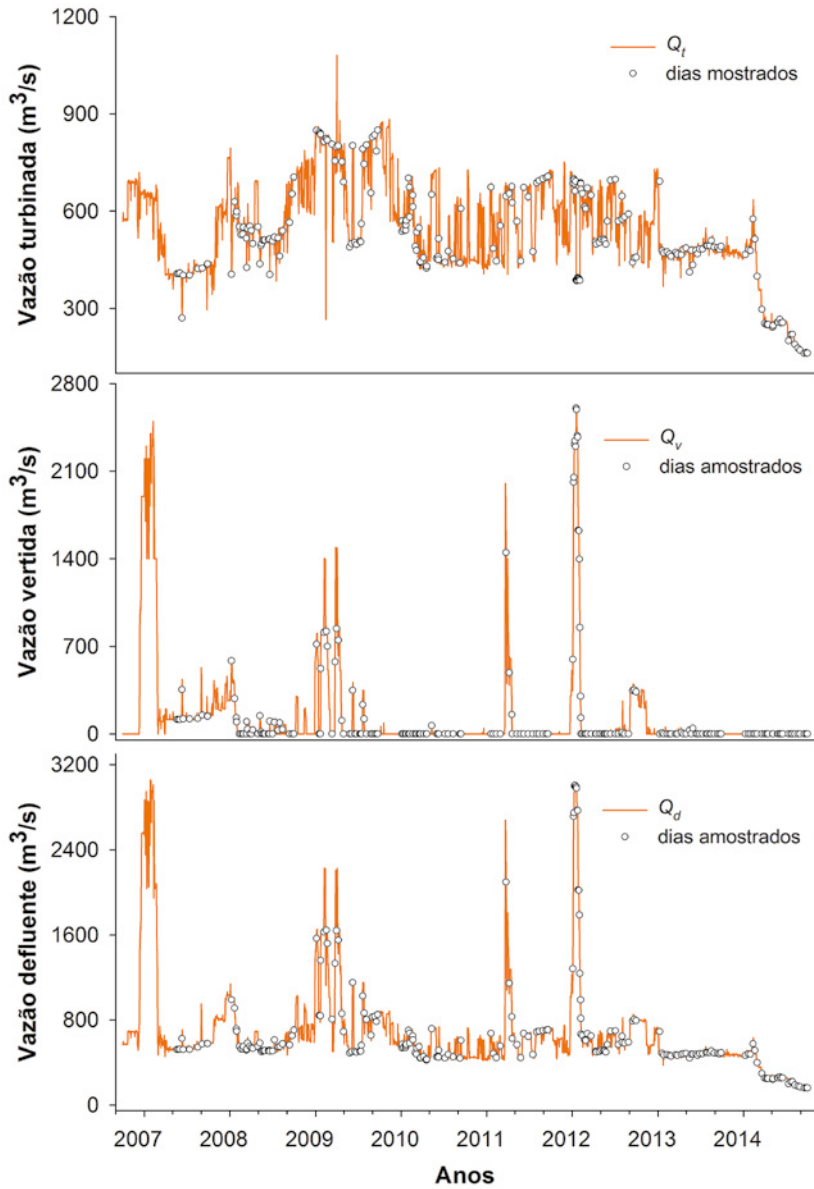 1200
900
600
300
Vazão turbinada (m³/s)
Qt
dias mostrados
2800
2100
1400
700
0
Vazão vertida (m³/s)
Qv
dias amostrados
3200
2400
1600
800
0
Vazão defluente (m³/s)
Qd
dias amostrados
2007 2008 2009 2010 2011 2012 2013 2014
Anos